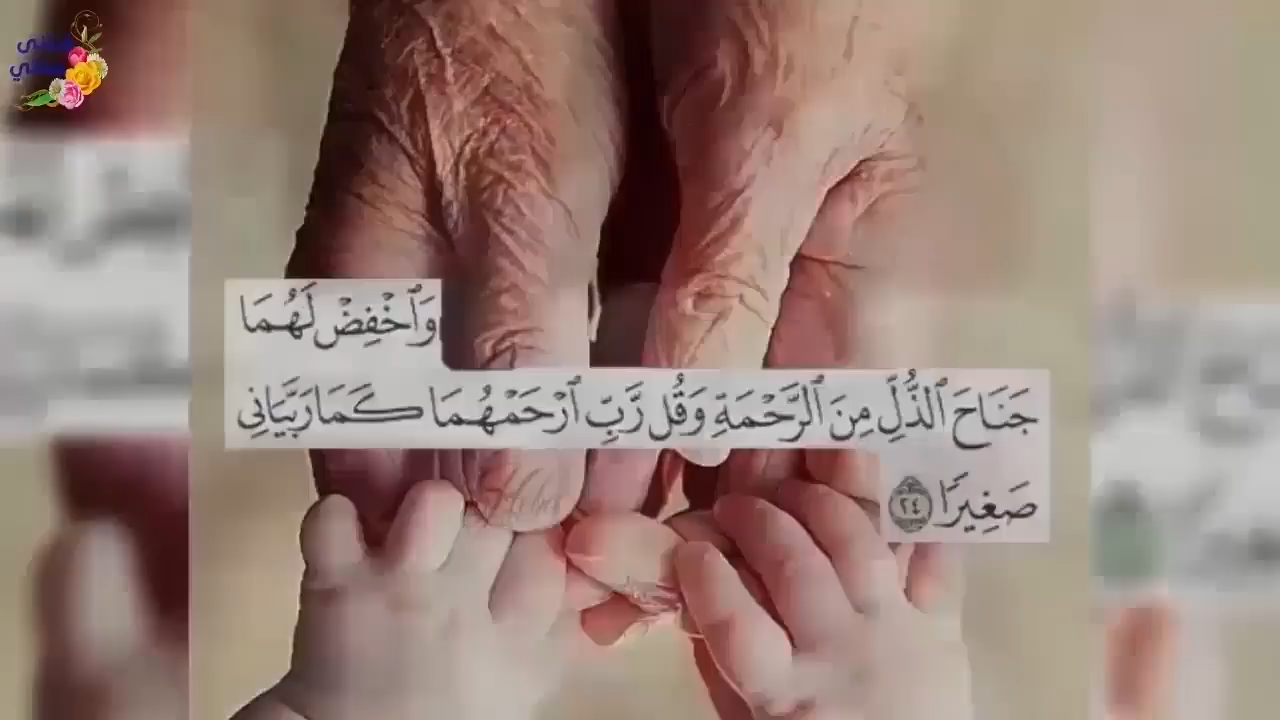 وَٱخْفِضْ لَهُمَا
جَنَاحَ ٱلذُّلِّ مِنَ ٱلرَّحْمَةِ وَقُل رَّبِّ ٱرْحَمْهُمَا كَمَا رَبَّيَانِي
صَغِيرًا ٢٤